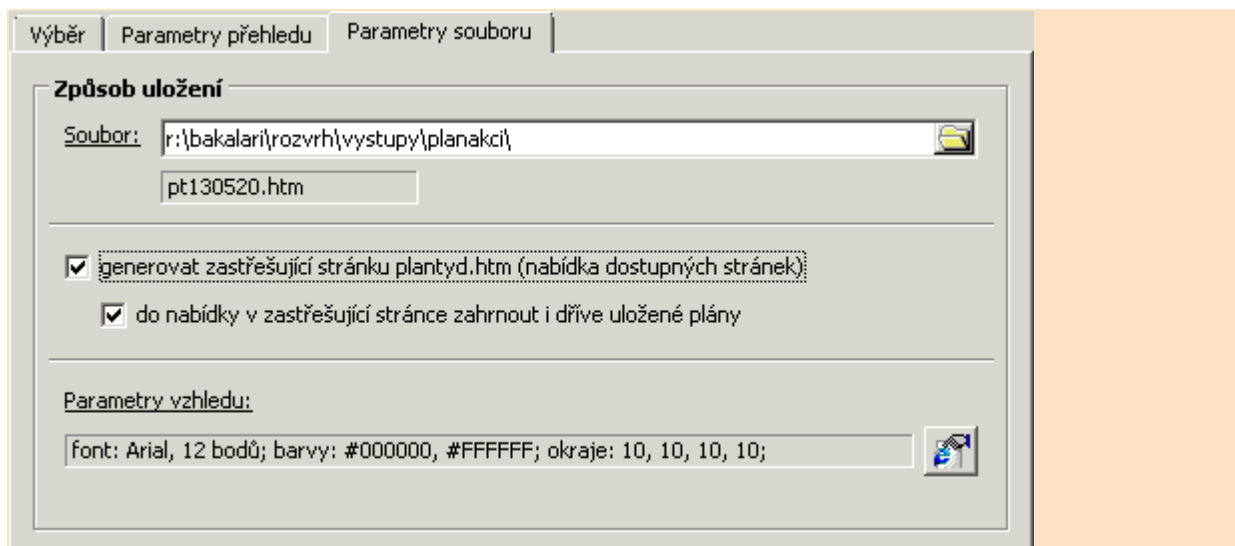 Výběr
Parametry přehledu
Parametry souboru
Způsob uložení
Soubor:
r:\bakalari\rozvrh\vystupy\planakci\
pt130520.htm
generovat zastřešující stránku plantyd.htm (nabídka dostupných stránek)
do nabídky v zastřešující stránce zahrnout i dříve uložené plány
Parametry vzhledu:
font: Arial, 12 bodů; barvy: #000000, #FFFFFF; okraje: 10, 10, 10, 10;